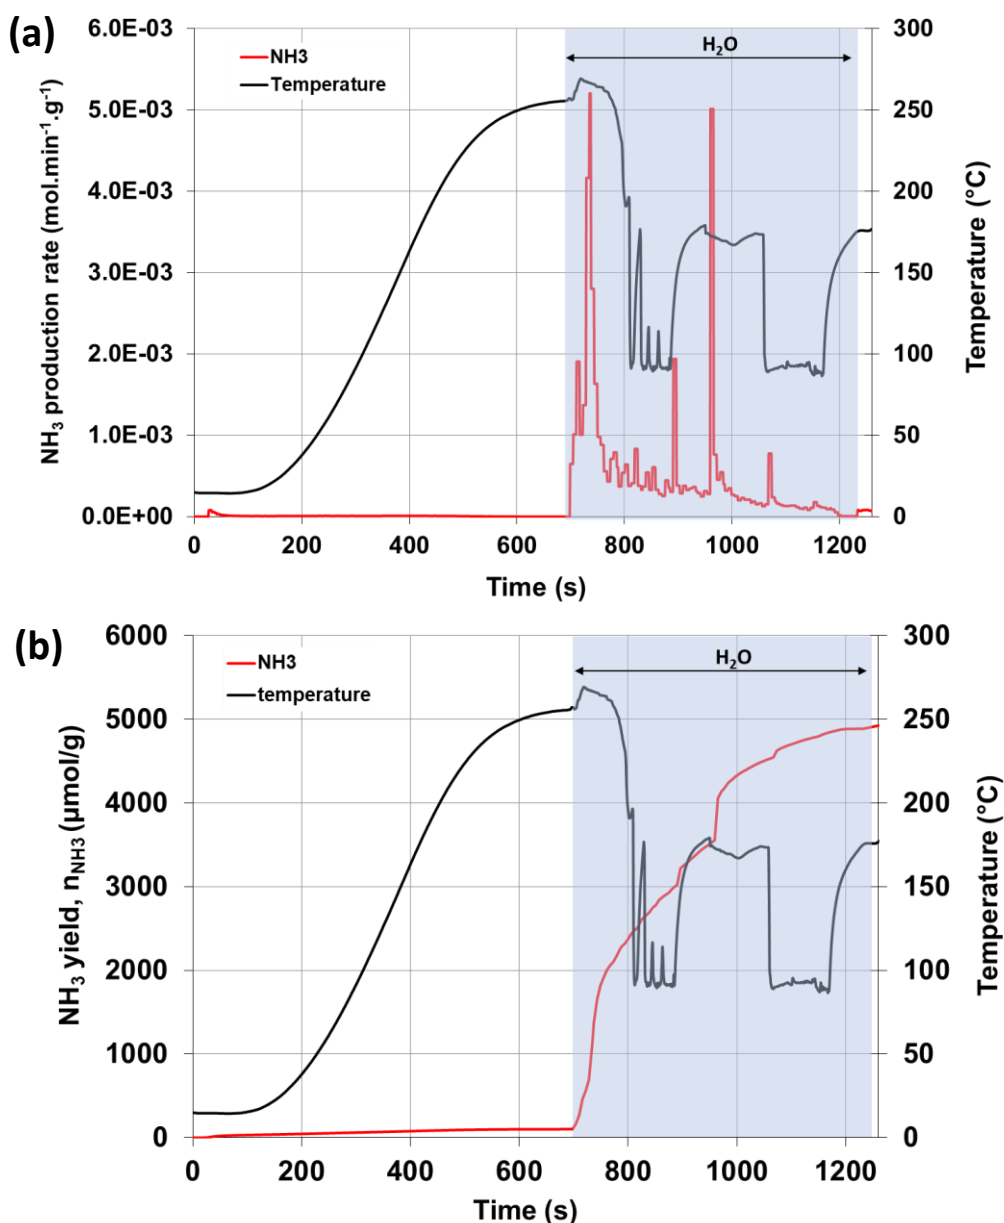 (a)
6.0E-03
5.0E-03
4.0E-03
3.0E-03
2.0E-03
1.0E-03
0.0E+00
NH₃ production rate (mol.min⁻¹.g⁻¹)
NH3
Temperature
H₂O
300
250
200
150
100
50
0
Temperature (°C)
0 200 400 600 800 1000 1200
Time (s)
(b)
6000
5000
4000
3000
2000
1000
0
NH₃ yield, n_NH3 (µmol/g)
NH3
temperature
H₂O
300
250
200
150
100
50
0
Temperature (°C)
0 200 400 600 800 1000 1200
Time (s)